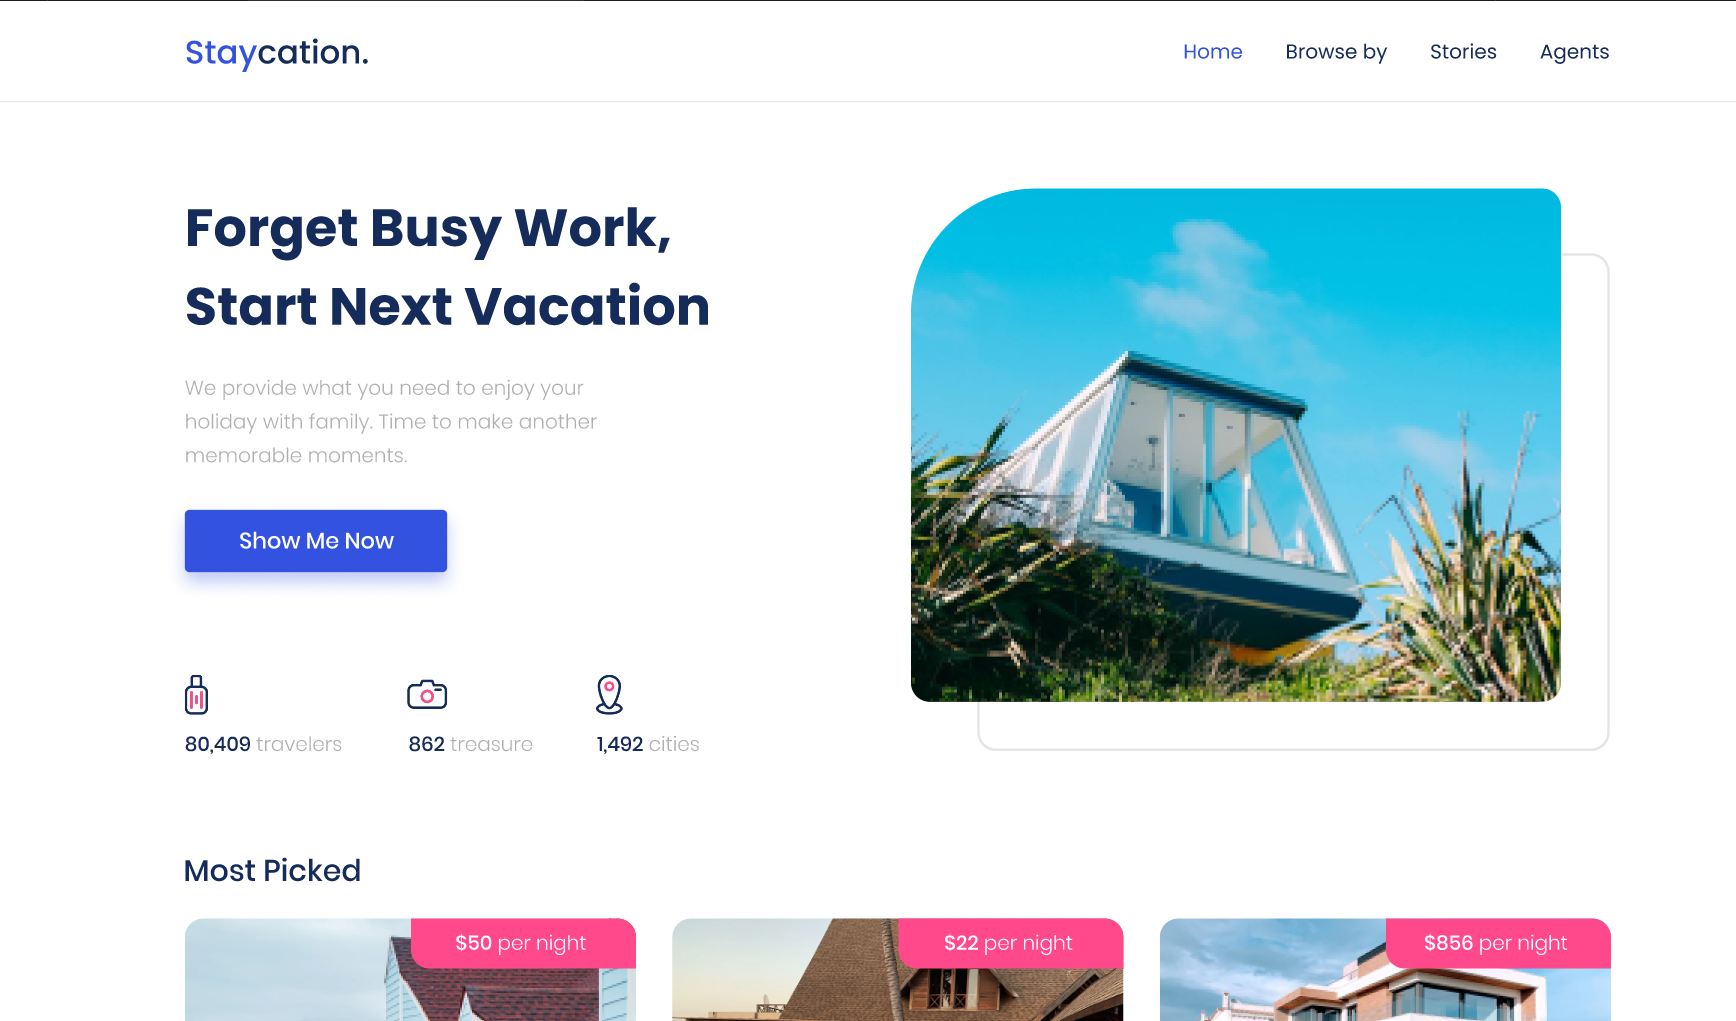 Staycation.
Home
Browse by
Stories
Agents
Forget Busy Work,
Start Next Vacation
We provide what you need to enjoy your
holiday with family. Time to make another
memorable moments.
Show Me Now
80,409 travelers
862 treasure
1,492 cities
Most Picked
$50 per night
$22 per night
$856 per night